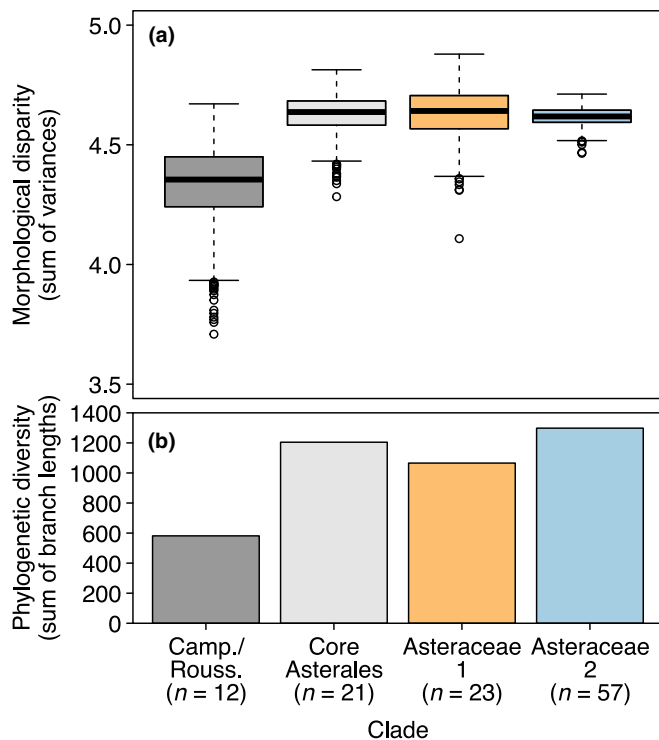 (a)
Morphological disparity
(sum of variances)
5.0
4.5
4.0
3.5
(b)
Phylogenetic diversity
(sum of branch lengths)
1400
1200
1000
800
600
400
200
0
Camp./
Rouss.
(n = 12)
Core
Asterales
(n = 21)
Asteraceae
1
(n = 23)
Asteraceae
2
(n = 57)
Clade